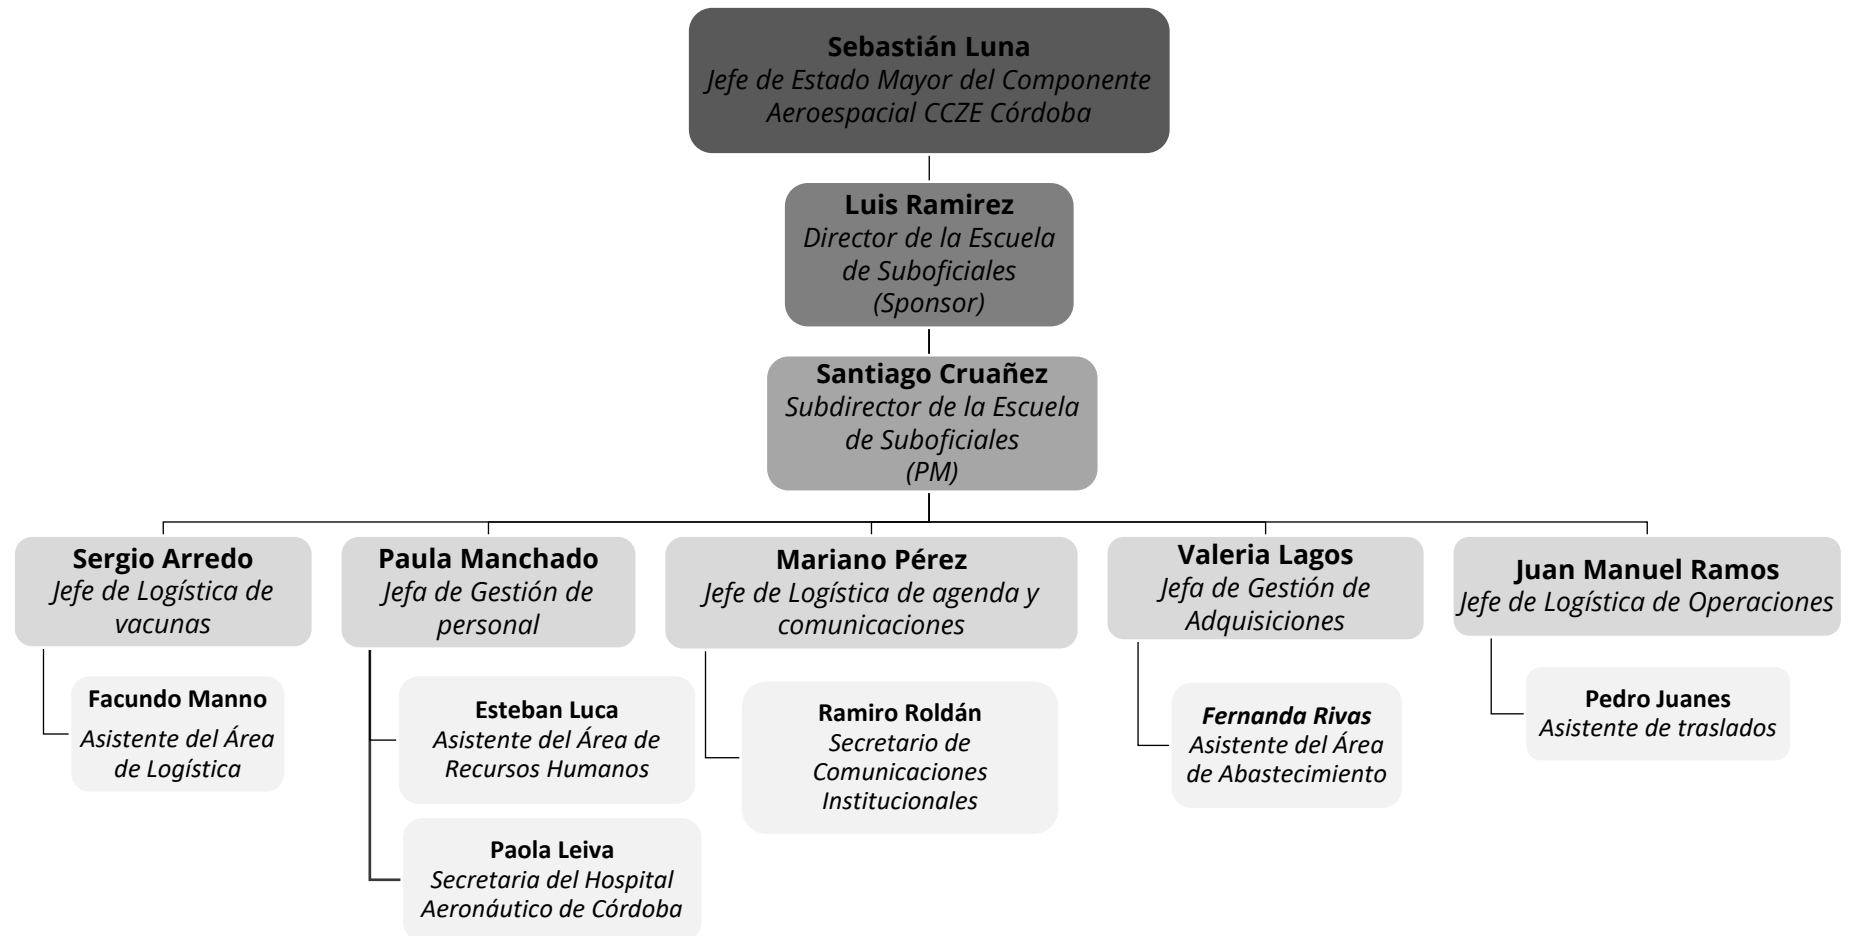 Sebastián Luna
Jefe de Estado Mayor del Componente
Aeroespacial CCZE Córdoba
Luis Ramirez
Director de la Escuela
de Suboficiales
(Sponsor)
Santiago Cruañez
Subdirector de la Escuela
de Suboficiales
(PM)
Sergio Arredo
Jefe de Logística de
vacunas
Facundo Manno
Asistente del Área
de Logística
Paula Manchado
Jefa de Gestión de
personal
Esteban Luca
Asistente del Área de
Recursos Humanos
Paola Leiva
Secretaria del Hospital
Aeronáutico de Córdoba
Mariano Pérez
Jefe de Logística de agenda y
comunicaciones
Ramiro Roldán
Secretario de
Comunicaciones
Institucionales
Valeria Lagos
Jefa de Gestión de
Adquisiciones
Fernanda Rivas
Asistente del Área
de Abastecimiento
Juan Manuel Ramos
Jefe de Logística de Operaciones
Pedro Juanes
Asistente de traslados